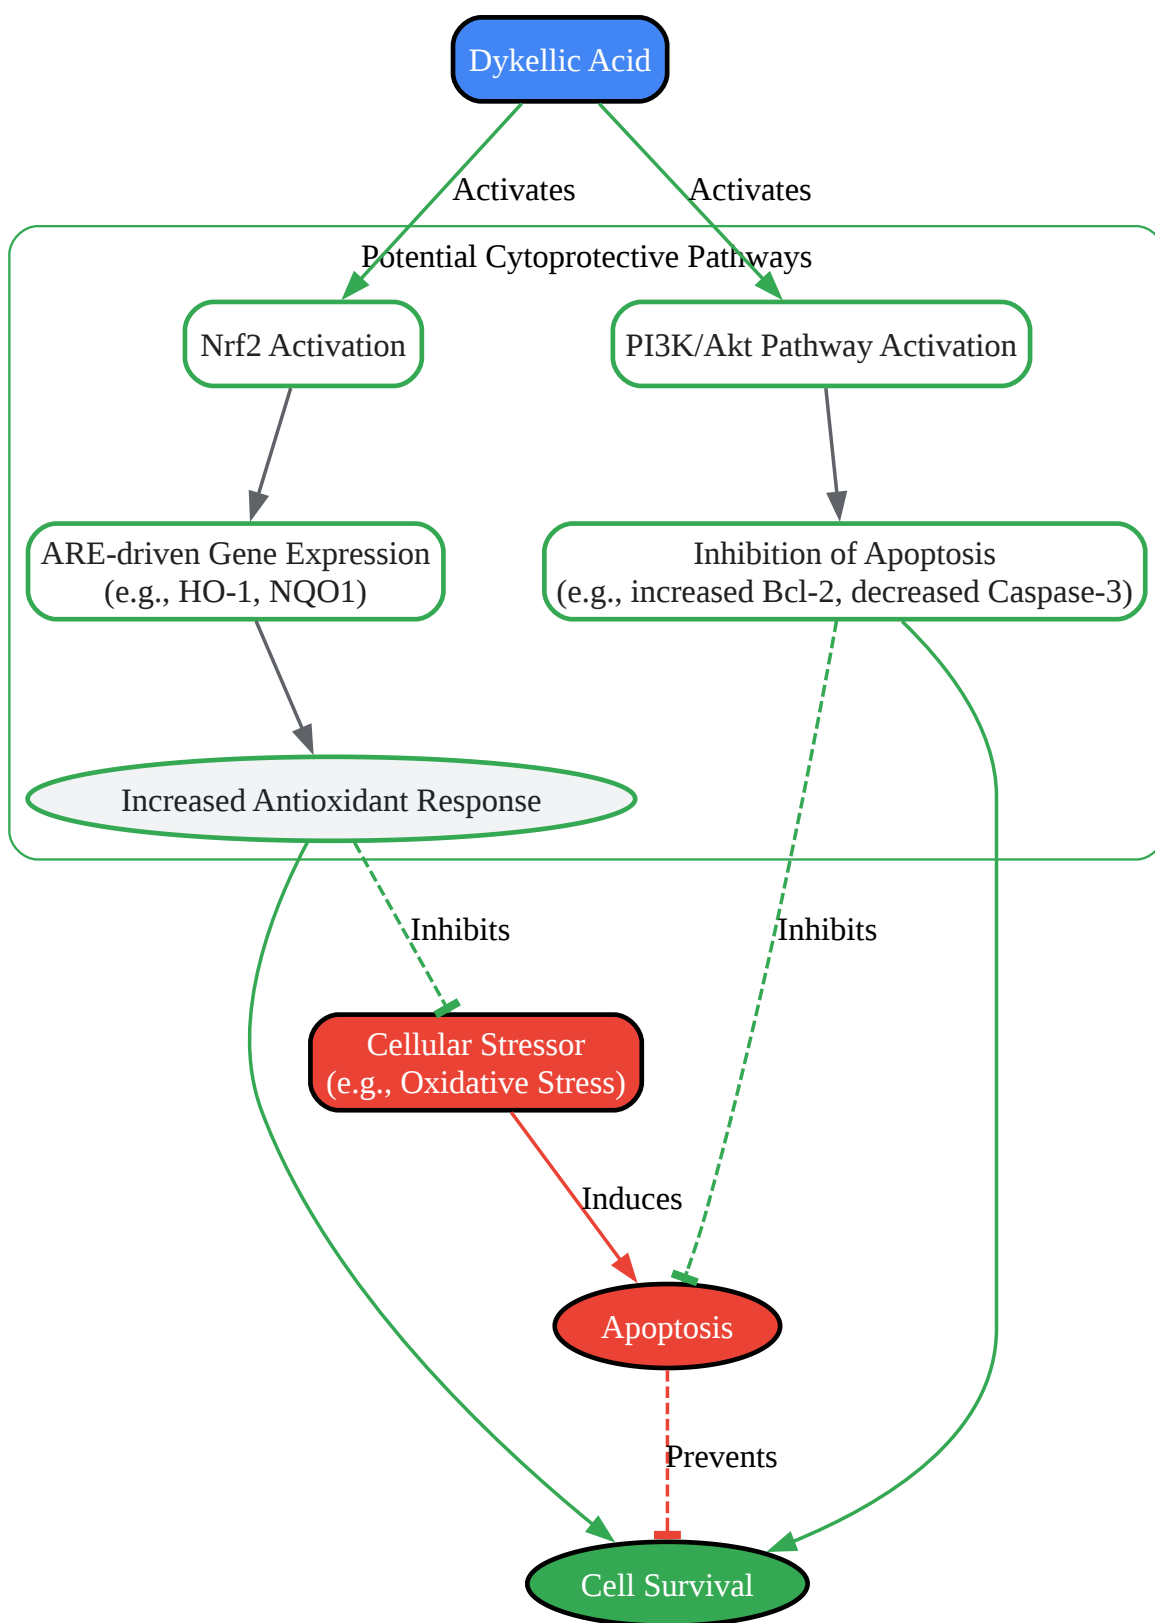 Dykellic Acid
Activates
Activates
Potential Cytoprotective Pathways
Nrf2 Activation
PI3K/Akt Pathway Activation
ARE-driven Gene Expression
(e.g., HO-1, NQO1)
Inhibition of Apoptosis
(e.g., increased Bcl-2, decreased Caspase-3)
Increased Antioxidant Response
Inhibits
Inhibits
Cellular Stressor
(e.g., Oxidative Stress)
Induces
Apoptosis
Prevents
Cell Survival